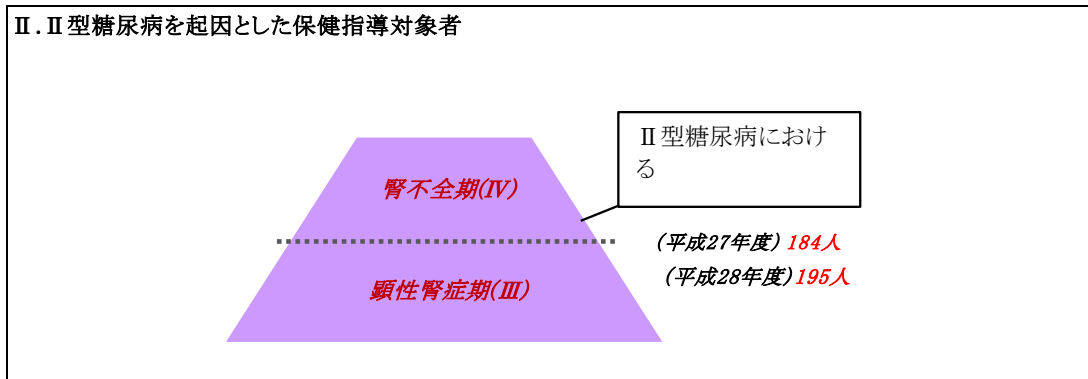 Ⅱ.Ⅱ型糖尿病を起因とした保健指導対象者
Ⅱ型糖尿病におけ
る
腎不全期(Ⅳ)
(平成27年度) 184人
(平成28年度) 195人
顕性腎症期(Ⅲ)